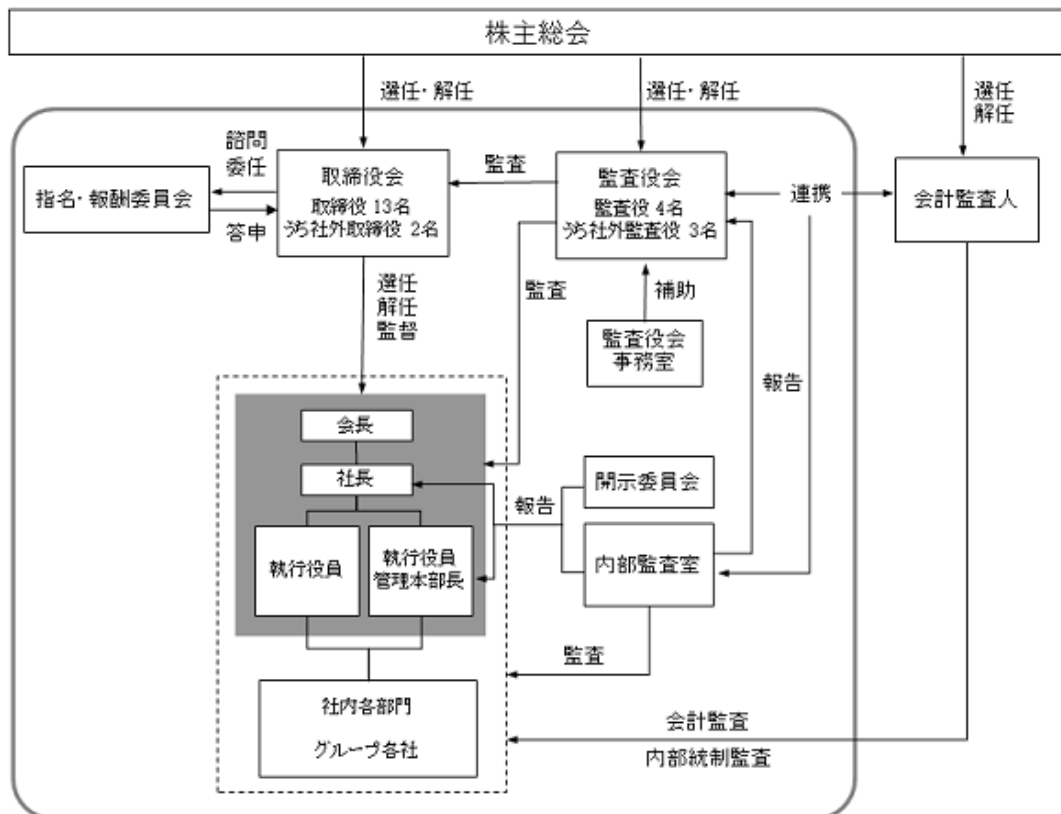 株主総会
選任・解任
選任・解任
選任
解任
諮問
委任
指名・報酬委員会
答申
取締役会
取締役 13名
うち社外取締役 2名
監査
監査役会
監査役 4名
うち社外監査役 3名
連携
会計監査人
選任
解任
監督
監査
補助
監査役会
事務室
報告
会長
社長
執行役員
執行役員
管理本部長
報告
開示委員会
内部監査室
監査
社内各部門
グループ各社
会計監査
内部統制監査